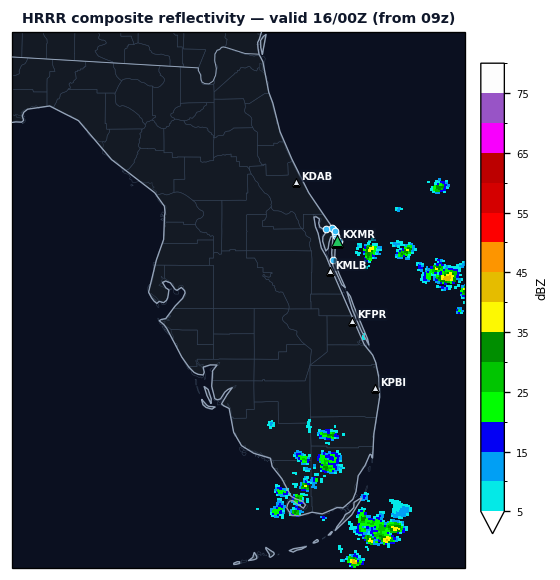 HRRR composite reflectivity — valid 16/00Z (from 09z)
KDAB
KXMR
KMLB
KFPR
KPBI
75
65
55
45
35
25
15
5
dBZ